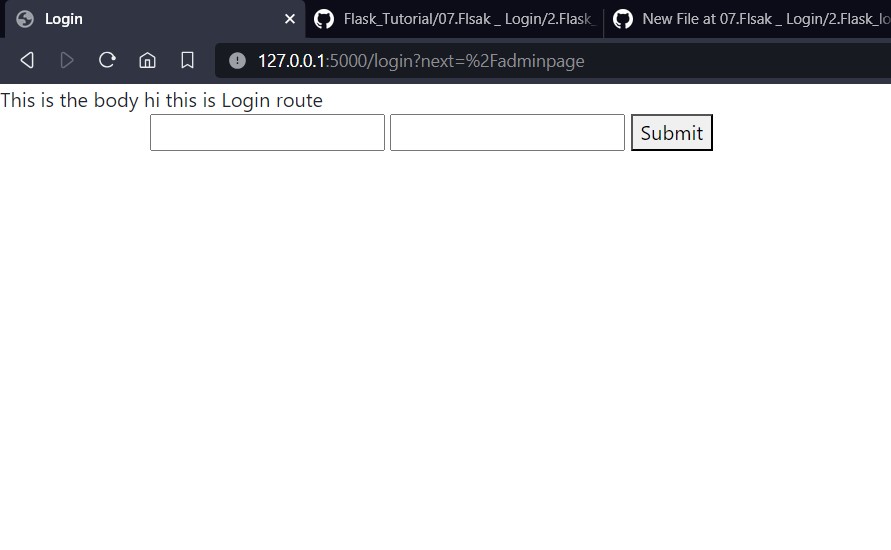 Login
Flask_Tutorial/07.Flsak _ Login/2.Flask_
New File at 07.Flsak _ Login/2.Flask_lo
127.0.0.1:5000/login?next=%2Fadminpage
This is the body hi this is Login route
Submit